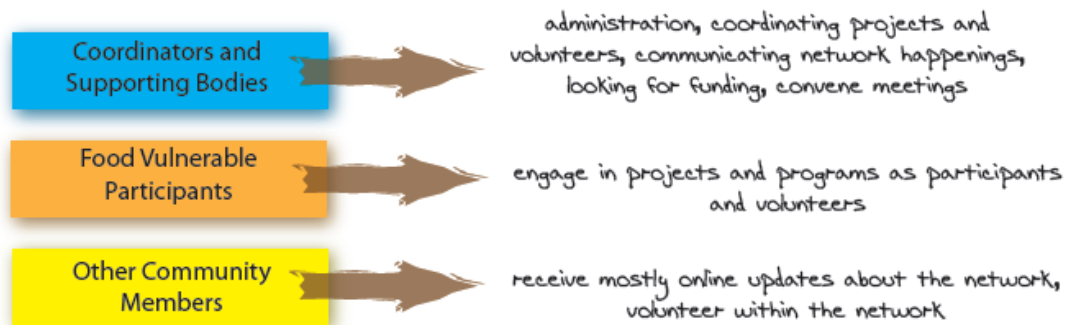 Coordinators and
Supporting Bodies
administration, coordinating projects and
volunteers, communicating network happenings,
looking for funding, convene meetings
Food Vulnerable
Participants
engage in projects and programs as participants
and volunteers
Other Community
Members
receive mostly online updates about the network,
volunteer within the network